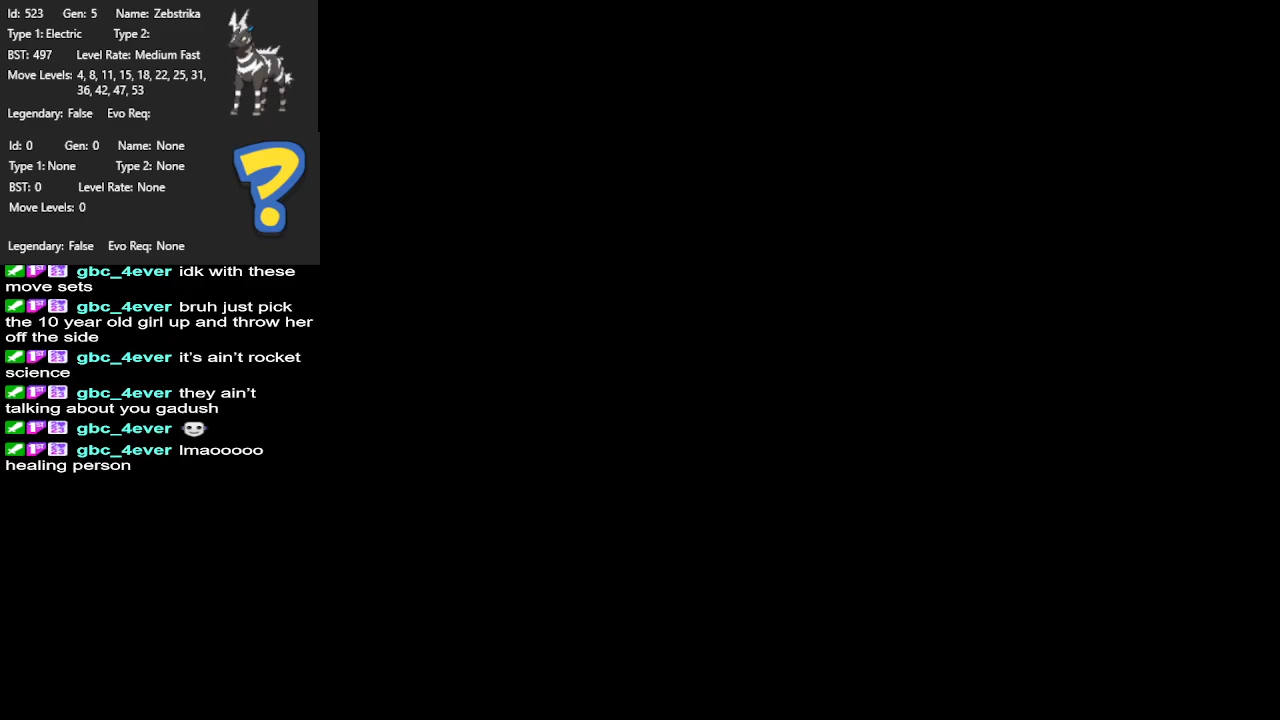 Id: 523 Gen: 5 Name: Zebstrika
Type 1: Electric Type 2:
BST: 497 Level Rate: Medium Fast
Move Levels: 4, 8, 11, 15, 18, 22, 25, 31,
36, 42, 47, 53
Legendary: False Evo Req:
Id: 0 Gen: 0 Name: None
Type 1: None Type 2: None
BST: 0 Level Rate: None
Move Levels: 0
Legendary: False Evo Req: None
gbc_4ever idk with these
move sets
gbc_4ever bruh just pick
the 10 year old girl up and throw her
off the side
gbc_4ever it's ain't rocket
science
gbc_4ever they ain't
talking about you gadush
gbc_4ever
gbc_4ever lmaooooo
healing person